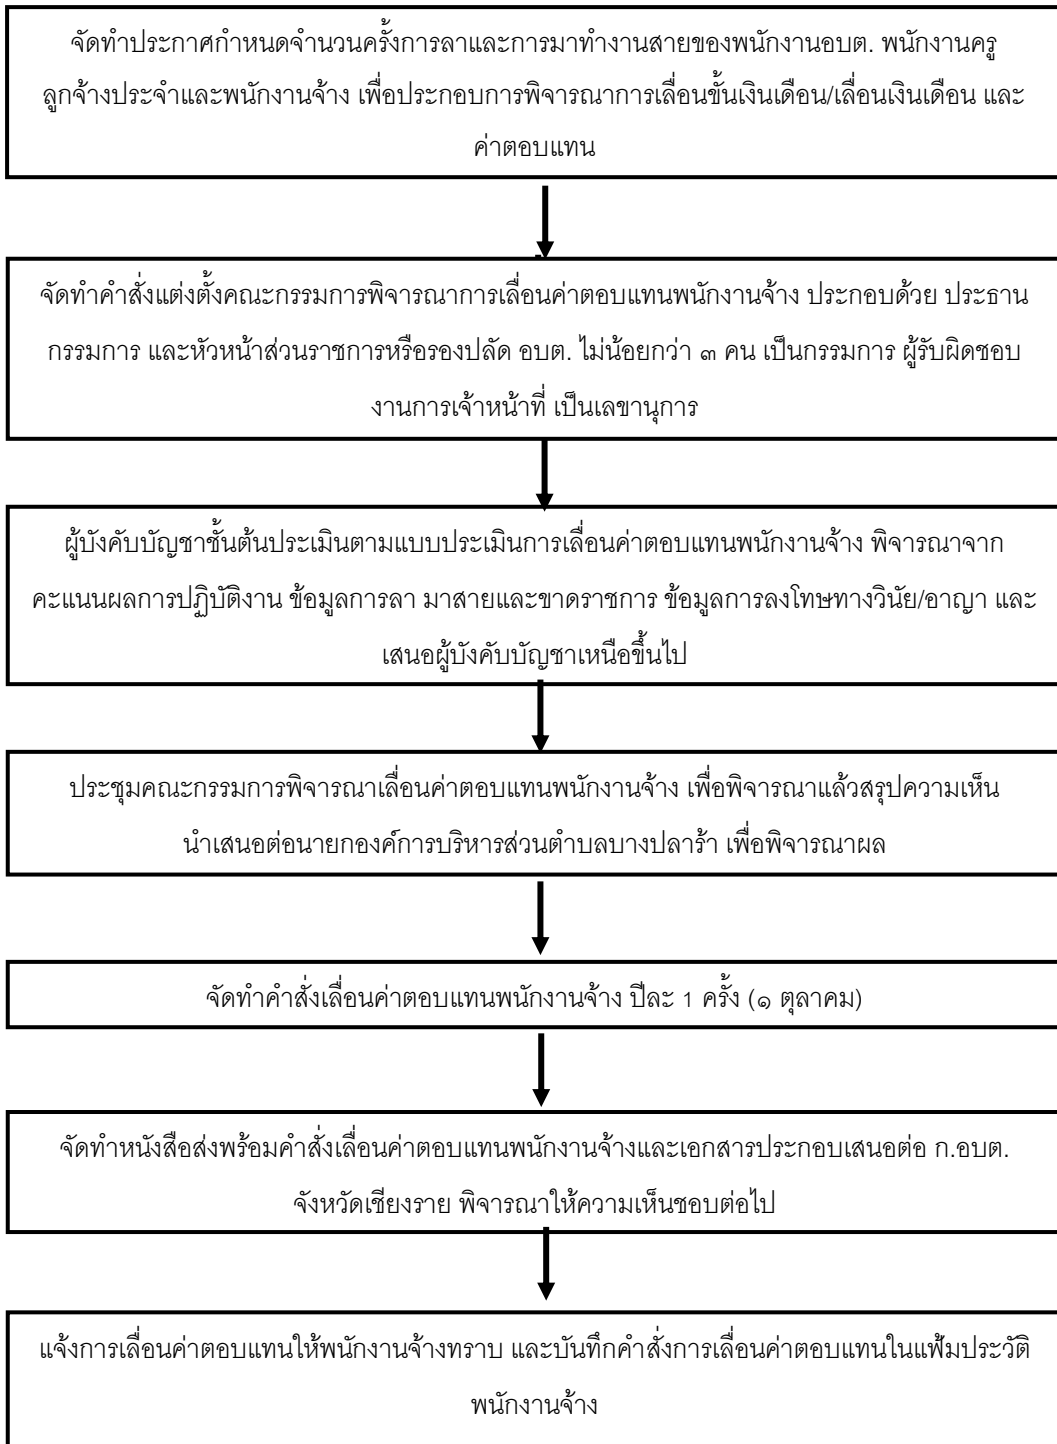 จัดทำประกาศกำหนดจำนวนครั้งการลาและการมาทำงานสายของพนักงานอบต. พนักงานครู
ลูกจ้างประจำและพนักงานจ้าง เพื่อประกอบการพิจารณาการเลื่อนขั้นเงินเดือน/เลื่อนเงินเดือน และ
ค่าตอบแทน
จัดทำคำสั่งแต่งตั้งคณะกรรมการพิจารณาการเลื่อนค่าตอบแทนพนักงานจ้าง ประกอบด้วย ประธาน
กรรมการ และหัวหน้าส่วนราชการหรือรองปลัด อบต. ไม่น้อยกว่า ๓ คน เป็นกรรมการ ผู้รับผิดชอบ
งานการเจ้าหน้าที่ เป็นเลขานุการ
ผู้บังคับบัญชาชั้นต้นประเมินตามแบบประเมินการเลื่อนค่าตอบแทนพนักงานจ้าง พิจารณาจาก
คะแนนผลการปฏิบัติงาน ข้อมูลการลา มาสายและขาดราชการ ข้อมูลการลงโทษทางวินัย/อาญา และ
เสนอผู้บังคับบัญชาเหนือขึ้นไป
ประชุมคณะกรรมการพิจารณาเลื่อนค่าตอบแทนพนักงานจ้าง เพื่อพิจารณาแล้วสรุปความเห็น
นำเสนอต่อนายกองค์การบริหารส่วนตำบลบางปลาร้า เพื่อพิจารณาผล
จัดทำคำสั่งเลื่อนค่าตอบแทนพนักงานจ้าง ปีละ 1 ครั้ง (๑ ตุลาคม)
จัดทำหนังสือส่งพร้อมคำสั่งเลื่อนค่าตอบแทนพนักงานจ้างและเอกสารประกอบเสนอต่อ ก.อบต.
จังหวัดเชียงราย พิจารณาให้ความเห็นชอบต่อไป
แจ้งการเลื่อนค่าตอบแทนให้พนักงานจ้างทราบ และบันทึกคำสั่งการเลื่อนค่าตอบแทนในแฟ้มประวัติ
พนักงานจ้าง